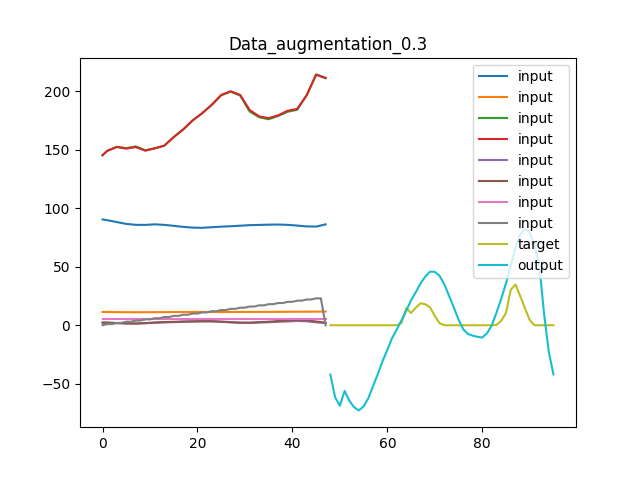 Data_augmentation_0.3
input
input
input
input
input
input
input
input
target
output
200
150
100
50
0
−50
0
20
40
60
80